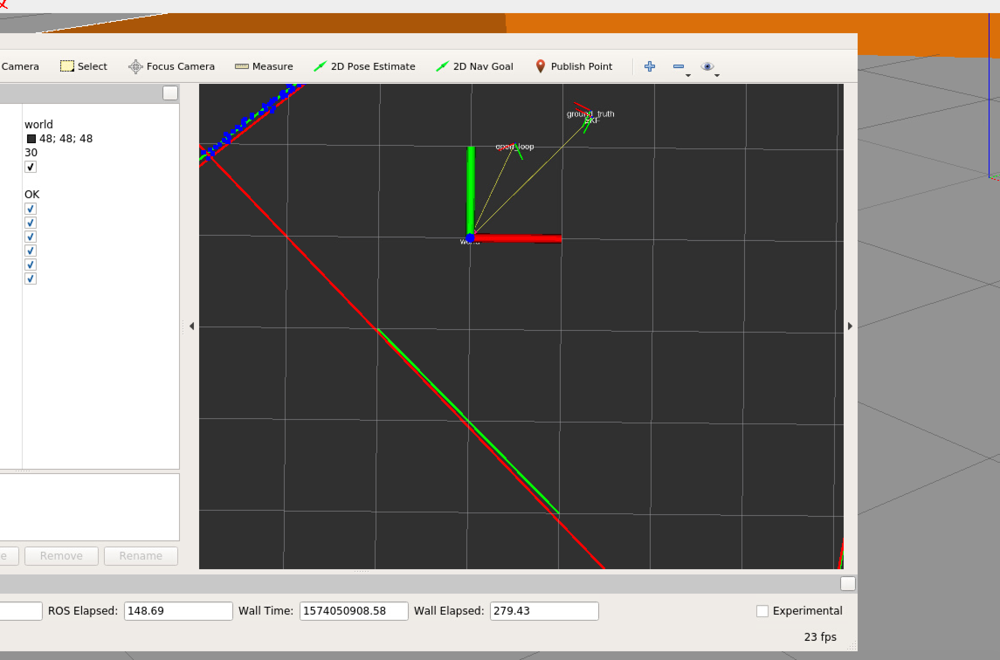 Camera Select Focus Camera Measure 2D Pose Estimate 2D Nav Goal Publish Point
world
48; 48; 48
30
OK
ground_truth
EKF
open_loop
world
e Remove Rename
ROS Elapsed: 148.69 Wall Time: 1574050908.58 Wall Elapsed: 279.43 Experimental
23 fps